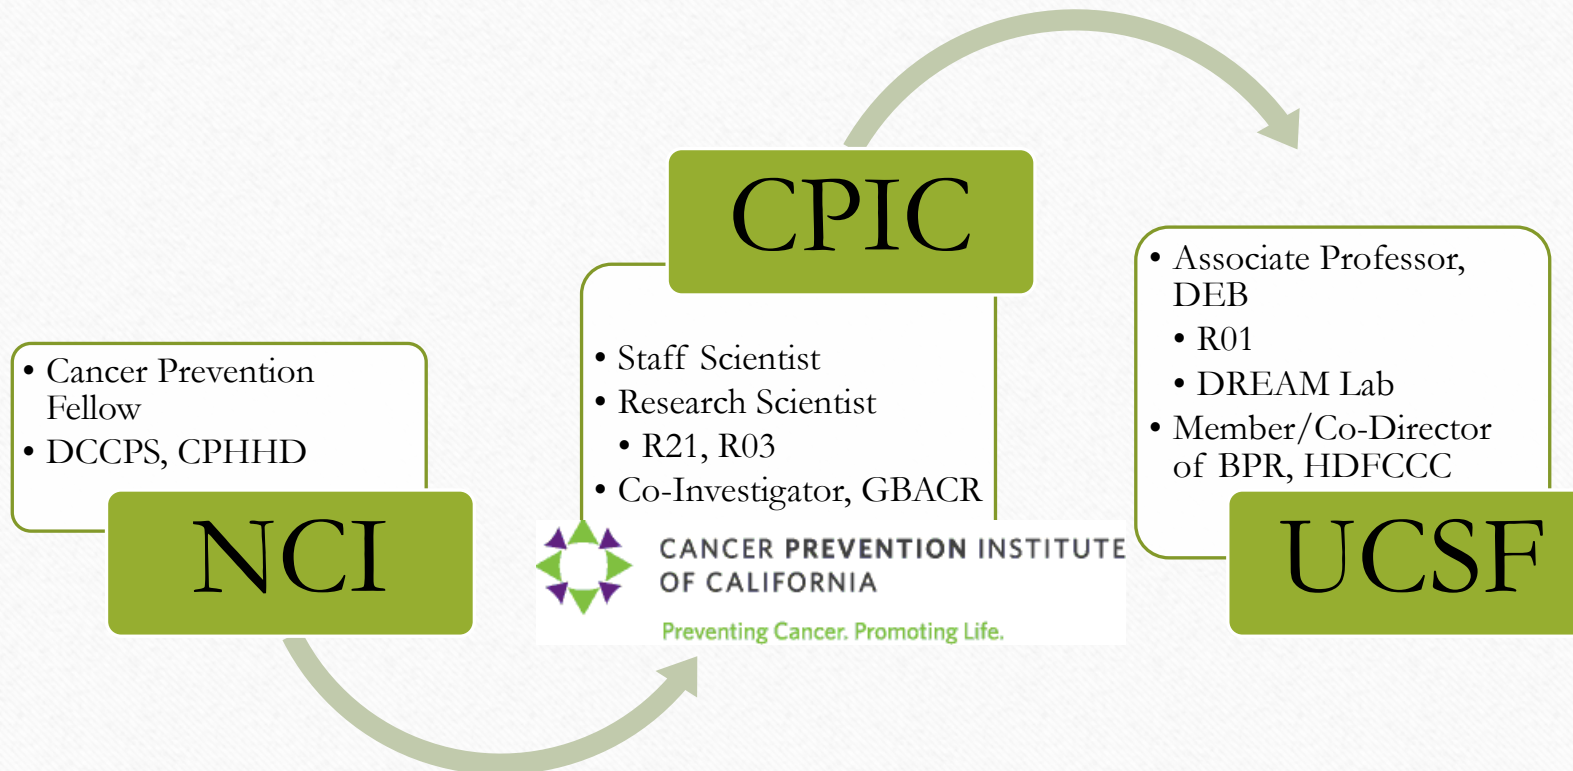 • Cancer Prevention
Fellow
• DCCPS, CPHHD
NCI
CPIC
• Staff Scientist
• Research Scientist
• R21, R03
• Co-Investigator, GBACR
CANCER PREVENTION INSTITUTE
OF CALIFORNIA
Preventing Cancer. Promoting Life.
• Associate Professor,
DEB
• R01
• DREAM Lab
• Member/Co-Director
of BPR, HDFCCC
UCSF